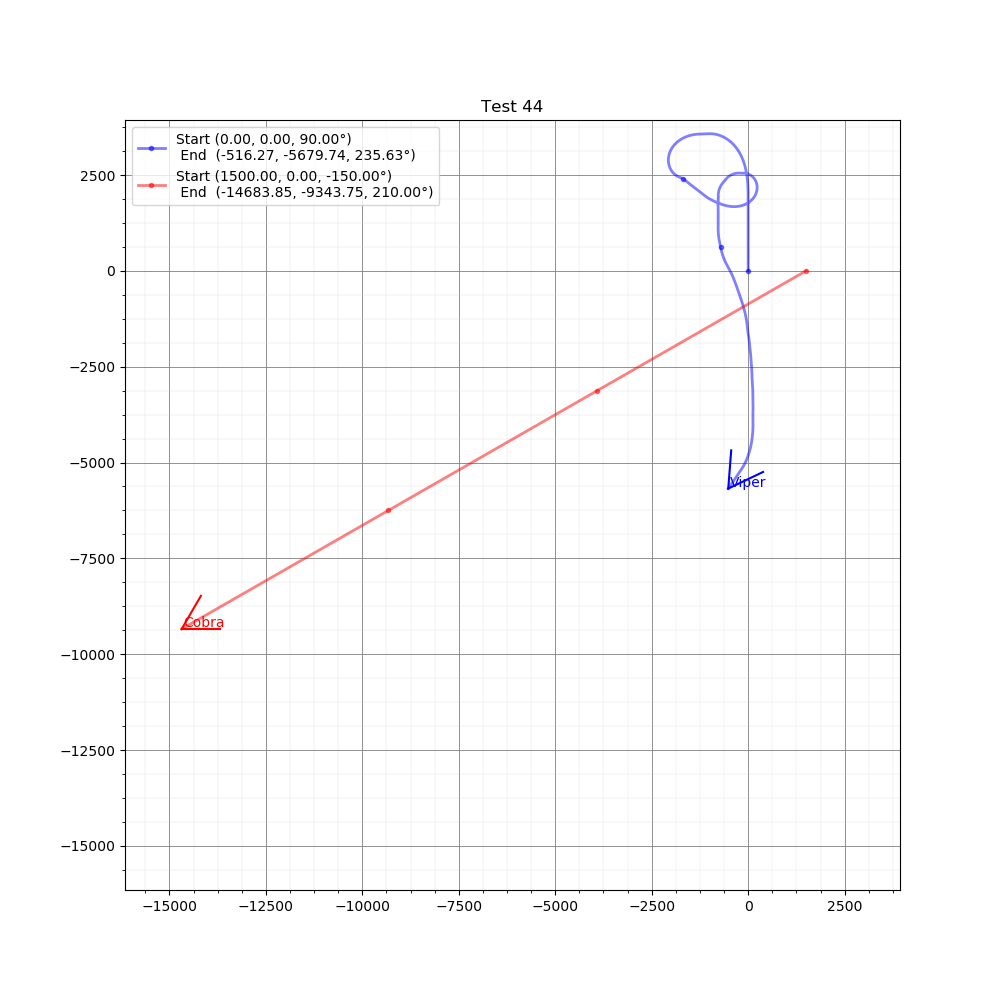 Test 44
Start (0.00, 0.00, 90.00°)
End (-516.27, -5679.74, 235.63°)
Start (1500.00, 0.00, -150.00°)
End (-14683.85, -9343.75, 210.00°)
2500
0
−2500
−5000
−7500
−10000
−12500
−15000
Viper
Cobra
−15000 −12500 −10000 −7500 −5000 −2500 0 2500